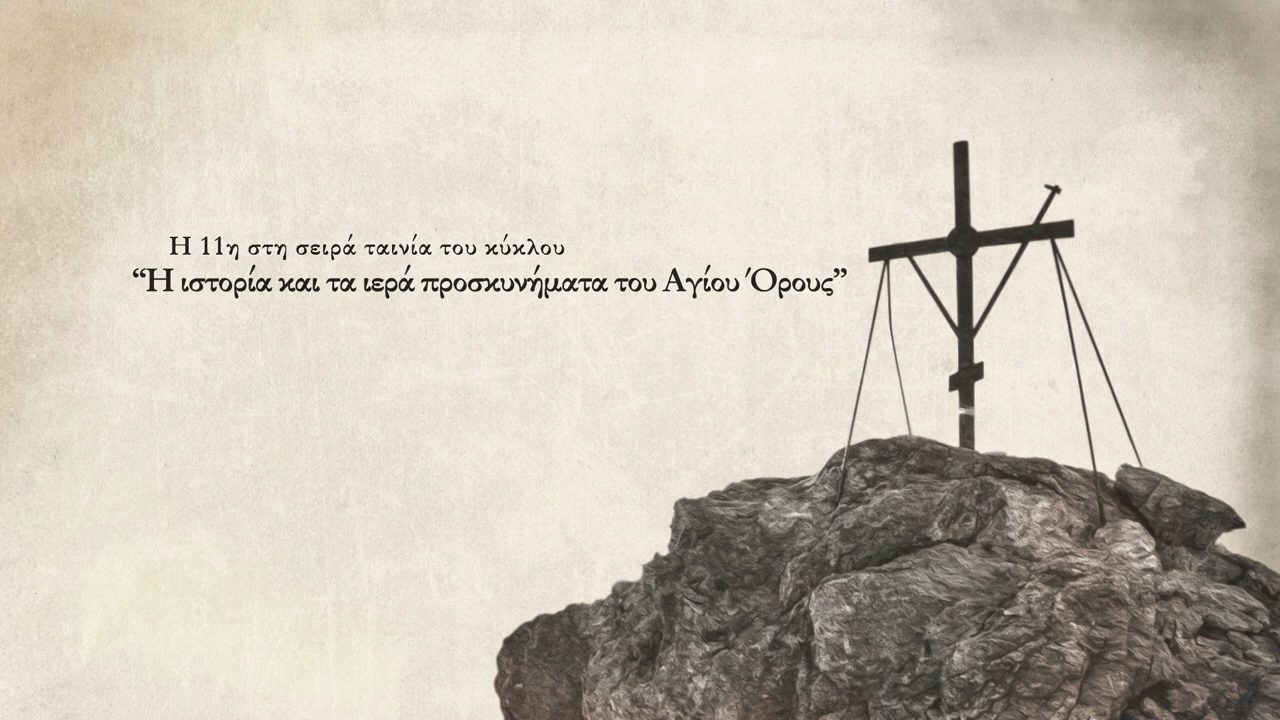 Η 11η στη σειρά ταινία του κύκλου
“Η ιστορία και τα ιερά προσκυνήματα του Αγίου Όρους”